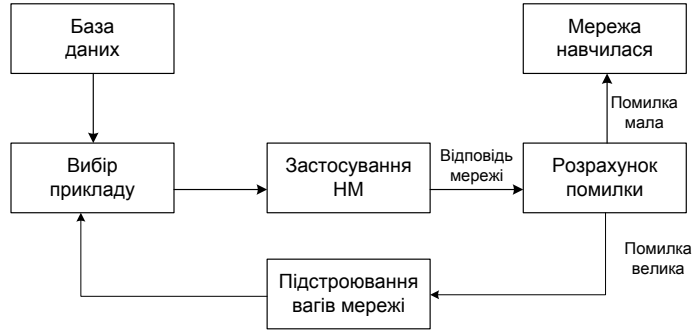 База
даних
Мережа
навчилася
Помилка
мала
Вибір
прикладу
Застосування
НМ
Відповідь
мережі
Розрахунок
помилки
Помилка
велика
Підстроювання
вагів мережі